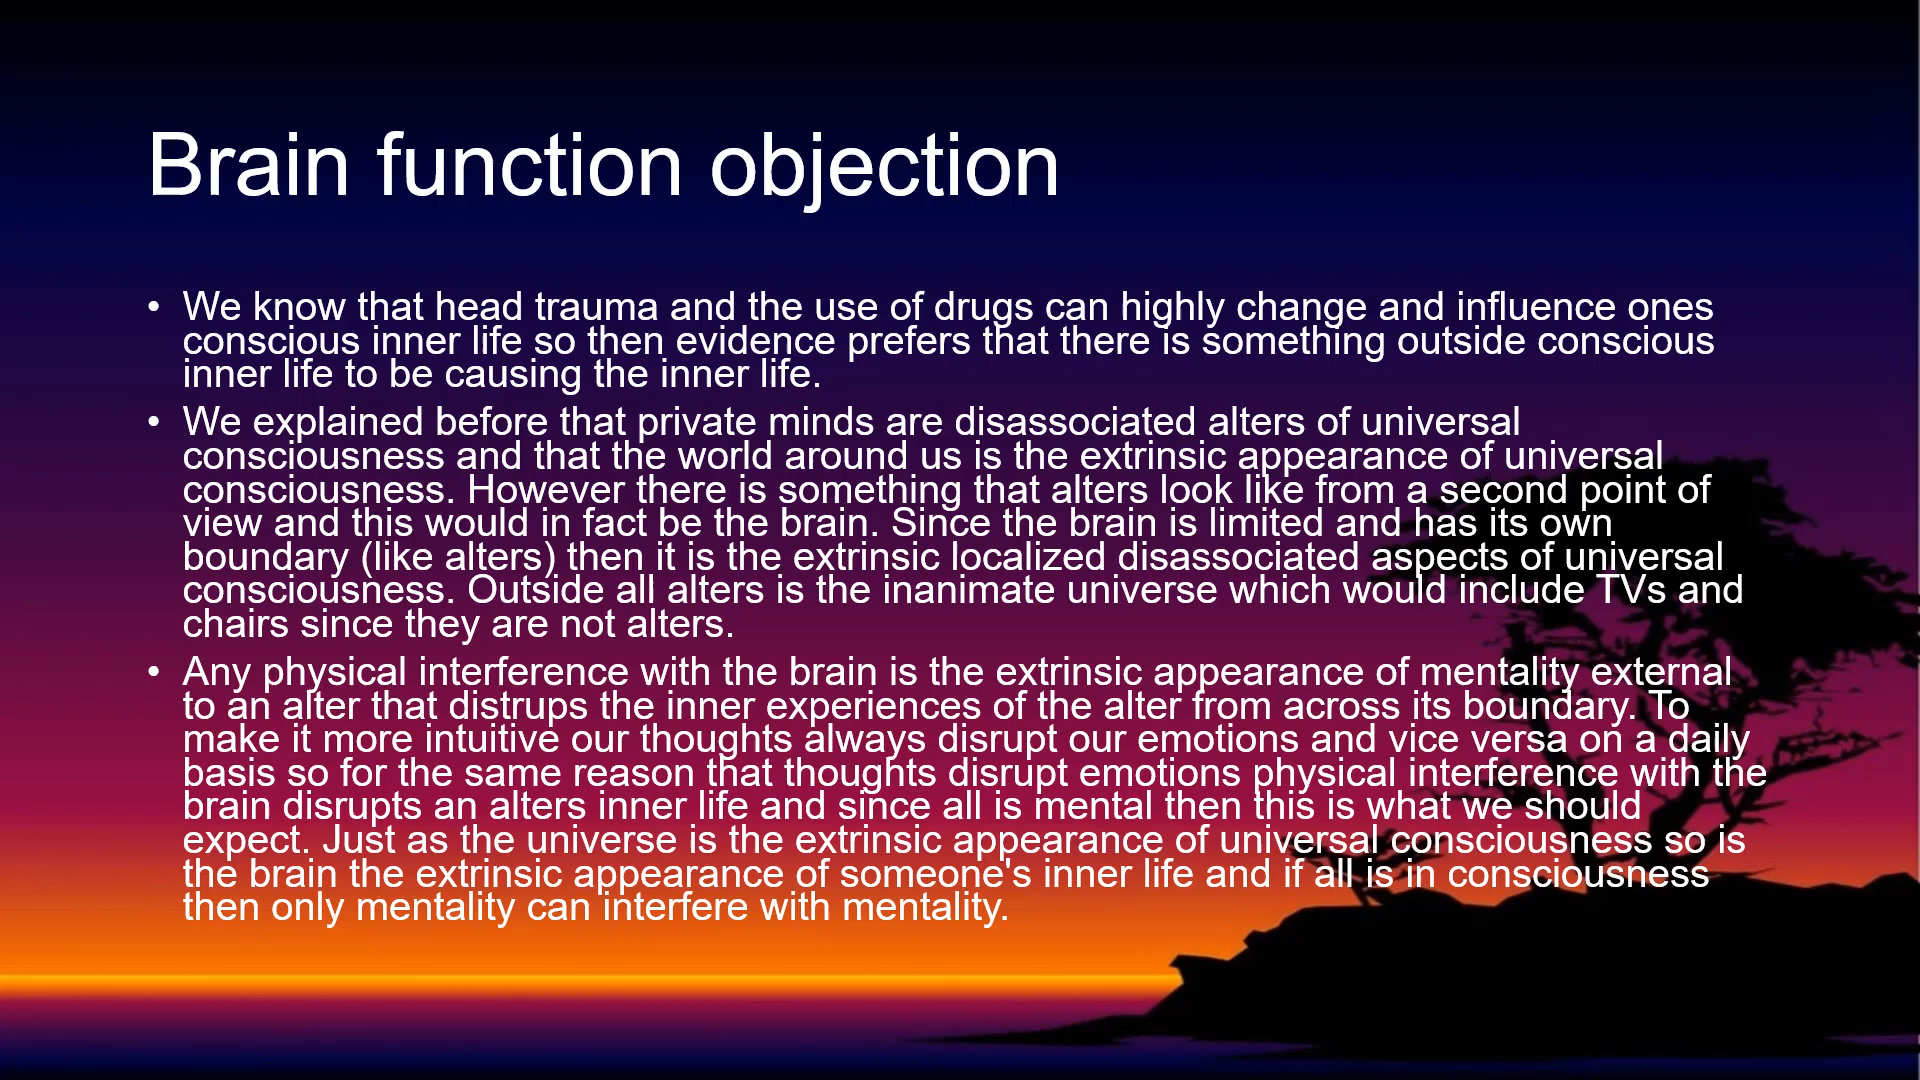 Brain function objection
• We know that head trauma and the use of drugs can highly change and influence ones
conscious inner life so then evidence prefers that there is something outside conscious
inner life to be causing the inner life.
• We explained before that private minds are disassociated alters of universal
consciousness and that the world around us is the extrinsic appearance of universal
consciousness. However there is something that alters look like from a second point of
view and this would in fact be the brain. Since the brain is limited and has its own
boundary (like alters) then it is the extrinsic localized disassociated aspects of universal
consciousness. Outside all alters is the inanimate universe which would include TVs and
chairs since they are not alters.
• Any physical interference with the brain is the extrinsic appearance of mentality external
to an alter that distrups the inner experiences of the alter from across its boundary. To
make it more intuitive our thoughts always disrupt our emotions and vice versa on a daily
basis so for the same reason that thoughts disrupt emotions physical interference with the
brain disrupts an alters inner life and since all is mental then this is what we should
expect. Just as the universe is the extrinsic appearance of universal consciousness so is
the brain the extrinsic appearance of someone's inner life and if all is in consciousness
then only mentality can interfere with mentality.